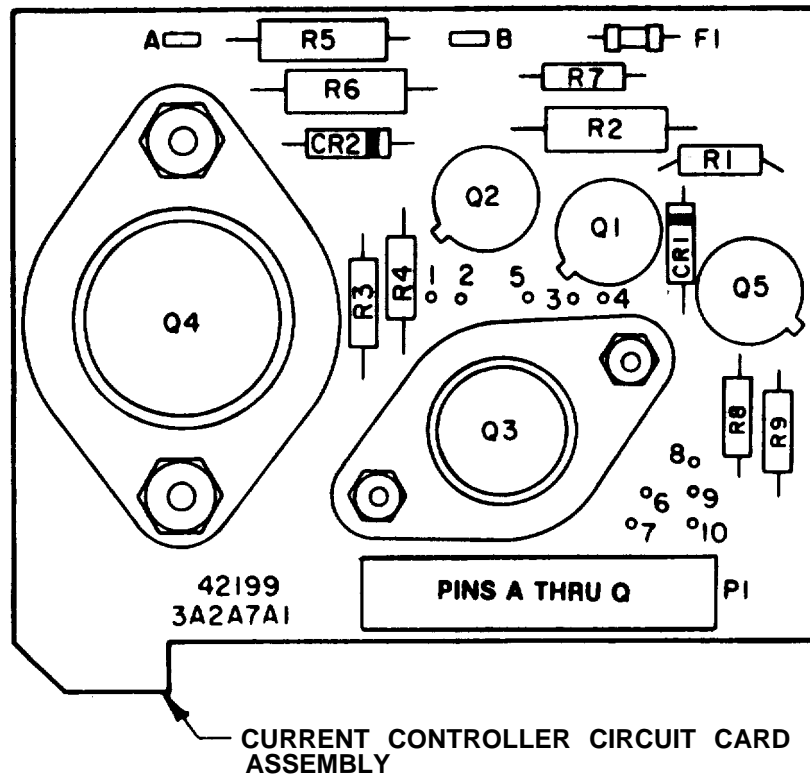 A R5 B F1
R6 R7
CR2 R2
R1
Q2
Q1 CR1
Q5
Q4 R3 R4 1 2 5 3 4
Q3 R8 R9
8
6 9
7 10
42199
3A2A7A1
PINS A THRU Q P1
CURRENT CONTROLLER CIRCUIT CARD
ASSEMBLY